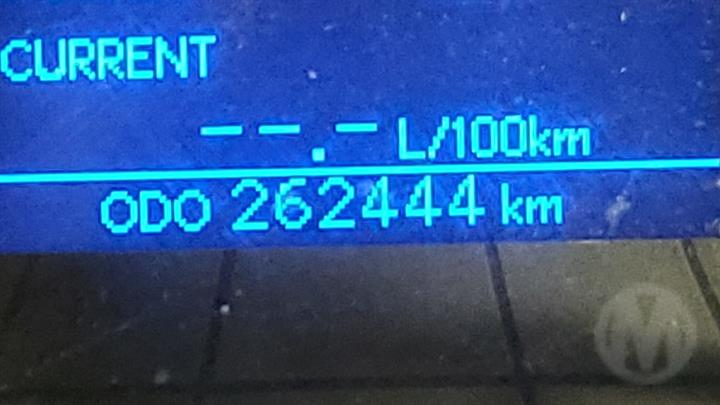 CURRENT
--.- L/100km
ODO 262444 km
M